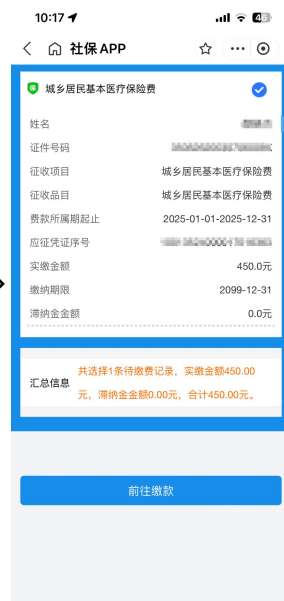 10:17
46
社保 APP
城乡居民基本医疗保险费
姓名
证件号码
征收项目 城乡居民基本医疗保险费
征收品目 城乡居民基本医疗保险费
费款所属期起止 2025-01-01-2025-12-31
应征凭证序号
实缴金额 450.0元
缴纳期限 2099-12-31
滞纳金金额 0.0元
汇总信息
共选择1条待缴费记录，实缴金额450.00
元，滞纳金金额0.00元，合计450.00元。
前往缴款